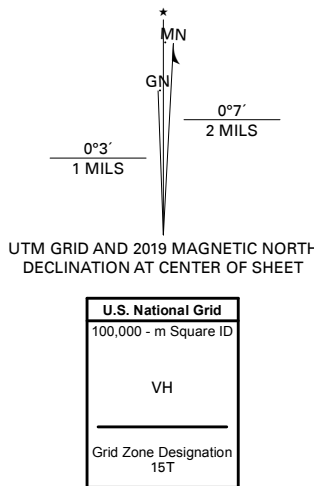 ★
MN
GN
0°7´
2 MILS
0°3´
1 MILS
UTM GRID AND 2019 MAGNETIC NORTH
DECLINATION AT CENTER OF SHEET
U.S. National Grid
100,000 - m Square ID
VH
Grid Zone Designation
15T